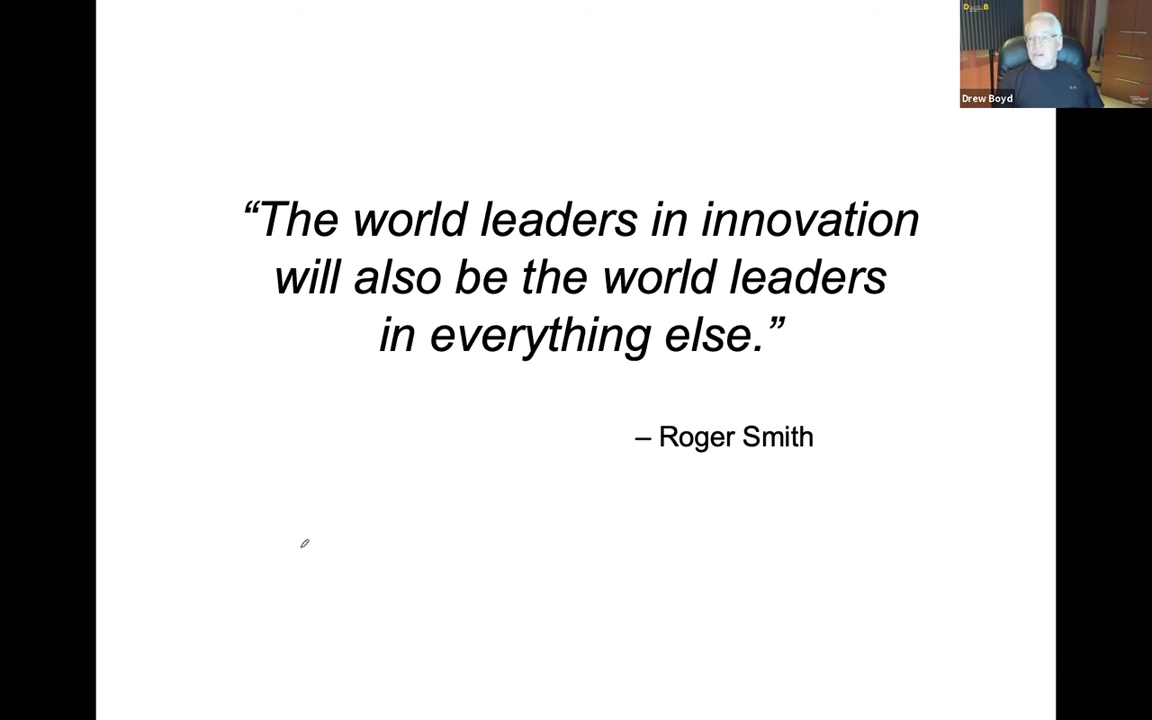 D B
Drew Boyd
“The world leaders in innovation
will also be the world leaders
in everything else.”
– Roger Smith